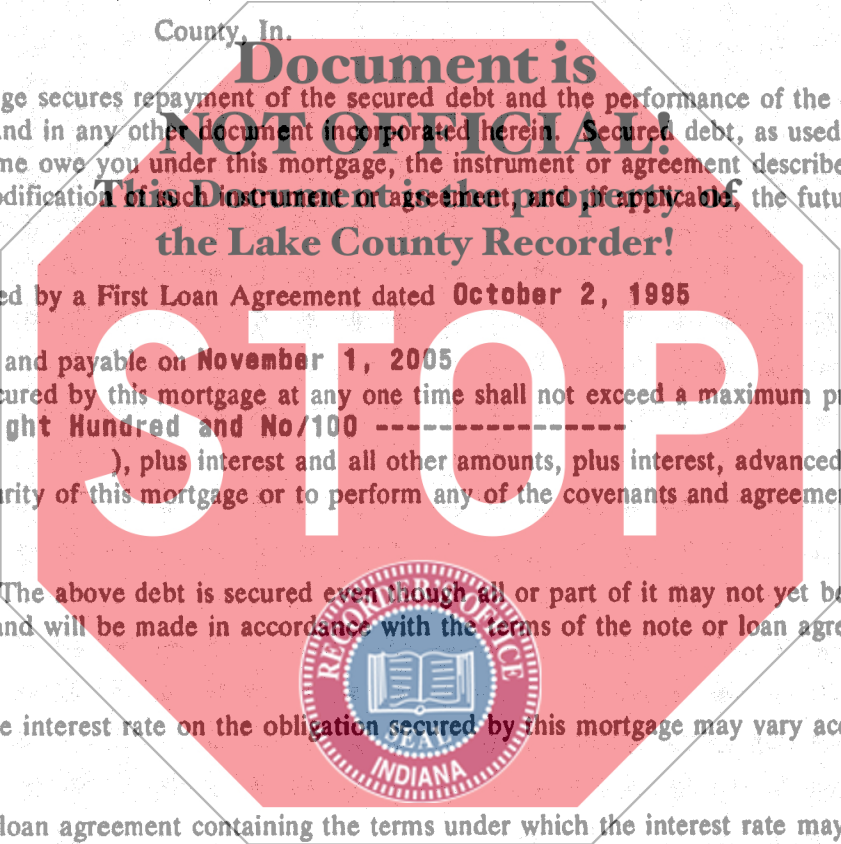 County, In.
Document is
ge secures repayment of the secured debt and the performance of the
nd in any other document incorporated herein. Secured debt, as used
NOT OFFICIAL!
me owe you under this mortgage, the instrument or agreement describe
odification of such instrument or agreement, and ,if applicable, the futu
This Document is the property of
the Lake County Recorder!
ed by a First Loan Agreement dated October 2, 1995
STOP
and payable on November 1, 2005
cured by this mortgage at any one time shall not exceed a maximum pr
ght Hundred and No/100 -----------------
), plus interest and all other amounts, plus interest, advanced
urity of this mortgage or to perform any of the covenants and agreeme
The above debt is secured even though all or part of it may not yet be
and will be made in accordance with the terms of the note or loan agre
RECORDER'S OFFICE
SEAL
INDIANA
e interest rate on the obligation secured by this mortgage may vary acc
loan agreement containing the terms under which the interest rate may